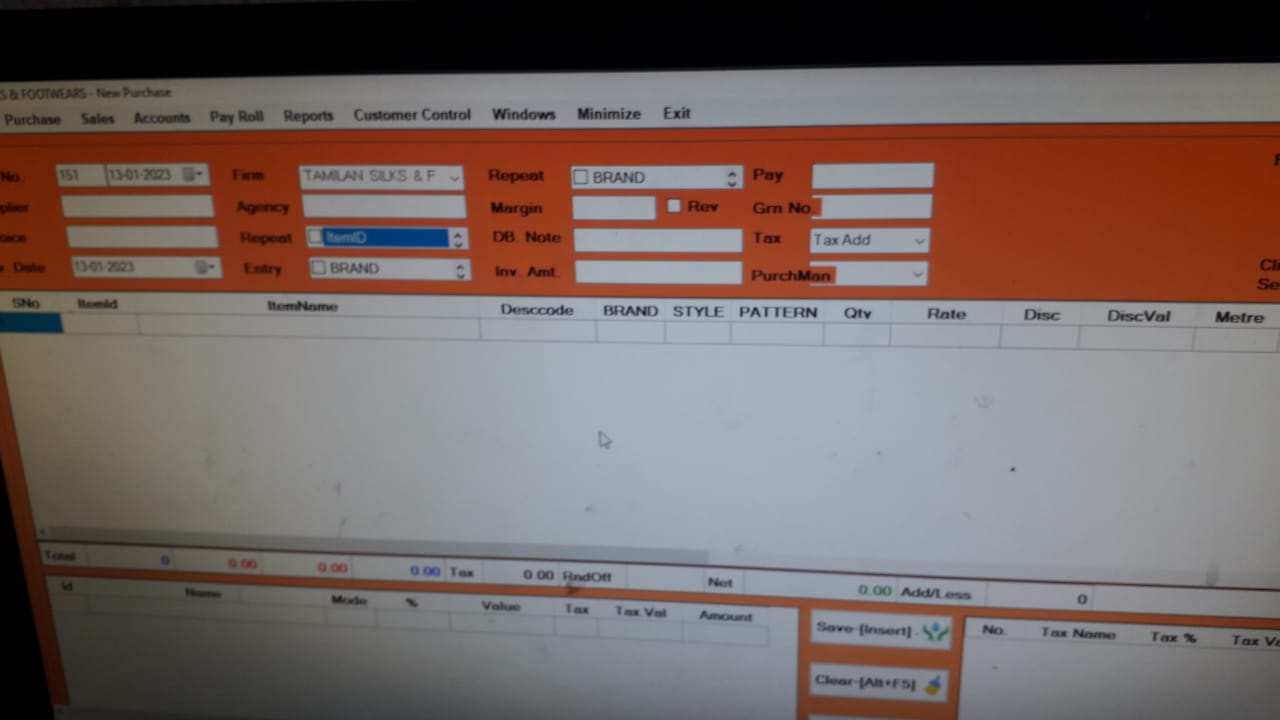 S & FOOTWEARS - New Purchase
Purchase Sales Accounts Pay Roll Reports Customer Control Windows Minimize Exit
No. 151 13-01-2023 Firm TAMILAN SILKS & F Repeat BRAND Pay
plier Agency Margin Rev Grn No.
oice Repeat ItemID DB. Note Tax Tax Add
v. Date 13-01-2023 Entry BRAND Inv. Amt. PurchMan
SNo ItemId ItemName Desccode BRAND STYLE PATTERN Qty Rate Disc DiscVal Metre
Total 0 0.00 0.00 0.00 Tax 0.00 RndOff Net 0.00 Add/Less 0
Id Name Mode % Value Tax Tax Val Amount
Save-[Insert]
Clear-[Alt+F5]
No. Tax Name Tax % Tax Va